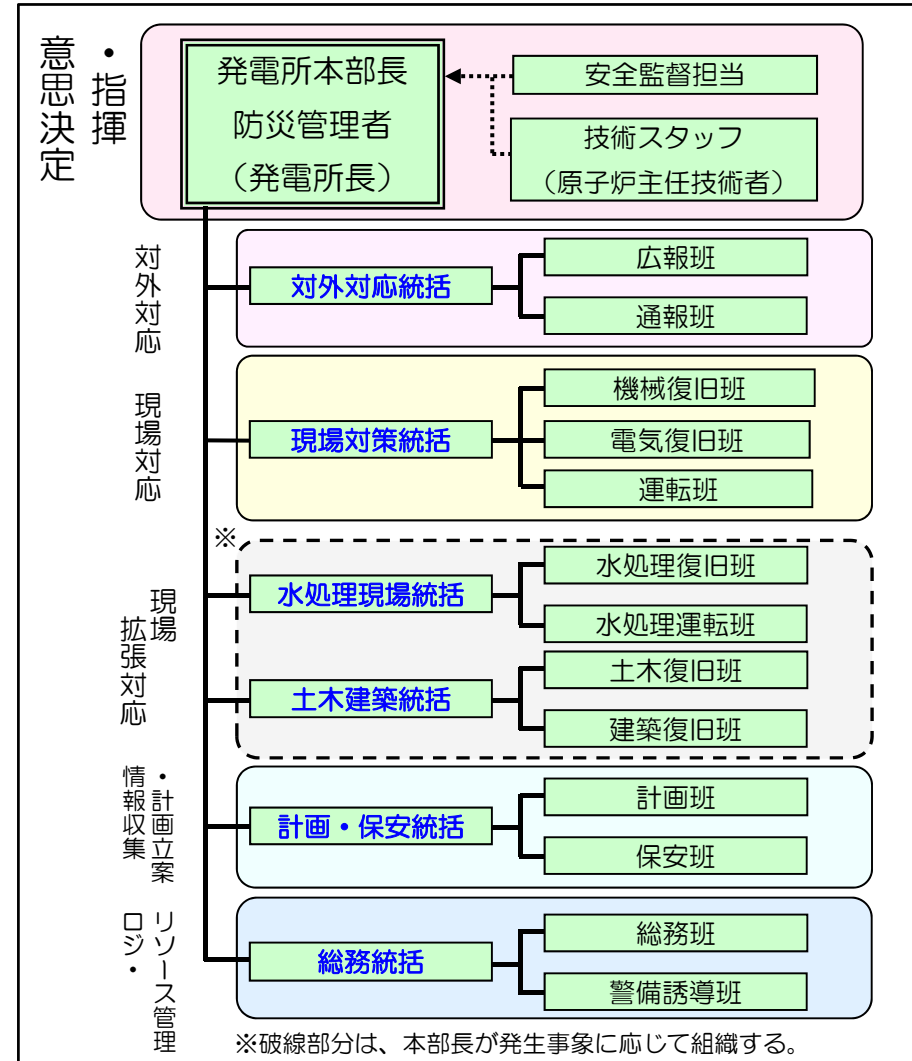 意思決定
・指揮
発電所本部長
防災管理者
（発電所長）
安全監督担当
技術スタッフ
（原子炉主任技術者）
対外対応
対外対応統括
広報班
通報班
現場対応
現場対策統括
機械復旧班
電気復旧班
運転班
※
現場
拡張対応
水処理現場統括
水処理復旧班
水処理運転班
土木建築統括
土木復旧班
建築復旧班
情報収集
・計画立案
計画・保安統括
計画班
保安班
ロジ・
リソース管理
総務統括
総務班
警備誘導班
※破線部分は、本部長が発生事象に応じて組織する。